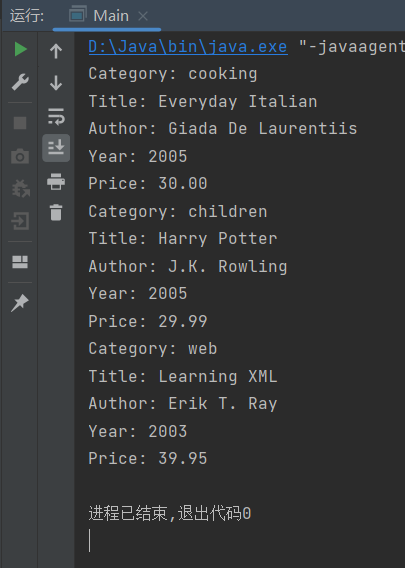 运行: Main
D:\Java\bin\java.exe "-javaagent
Category: cooking
Title: Everyday Italian
Author: Giada De Laurentiis
Year: 2005
Price: 30.00
Category: children
Title: Harry Potter
Author: J.K. Rowling
Year: 2005
Price: 29.99
Category: web
Title: Learning XML
Author: Erik T. Ray
Year: 2003
Price: 39.95
进程已结束,退出代码0